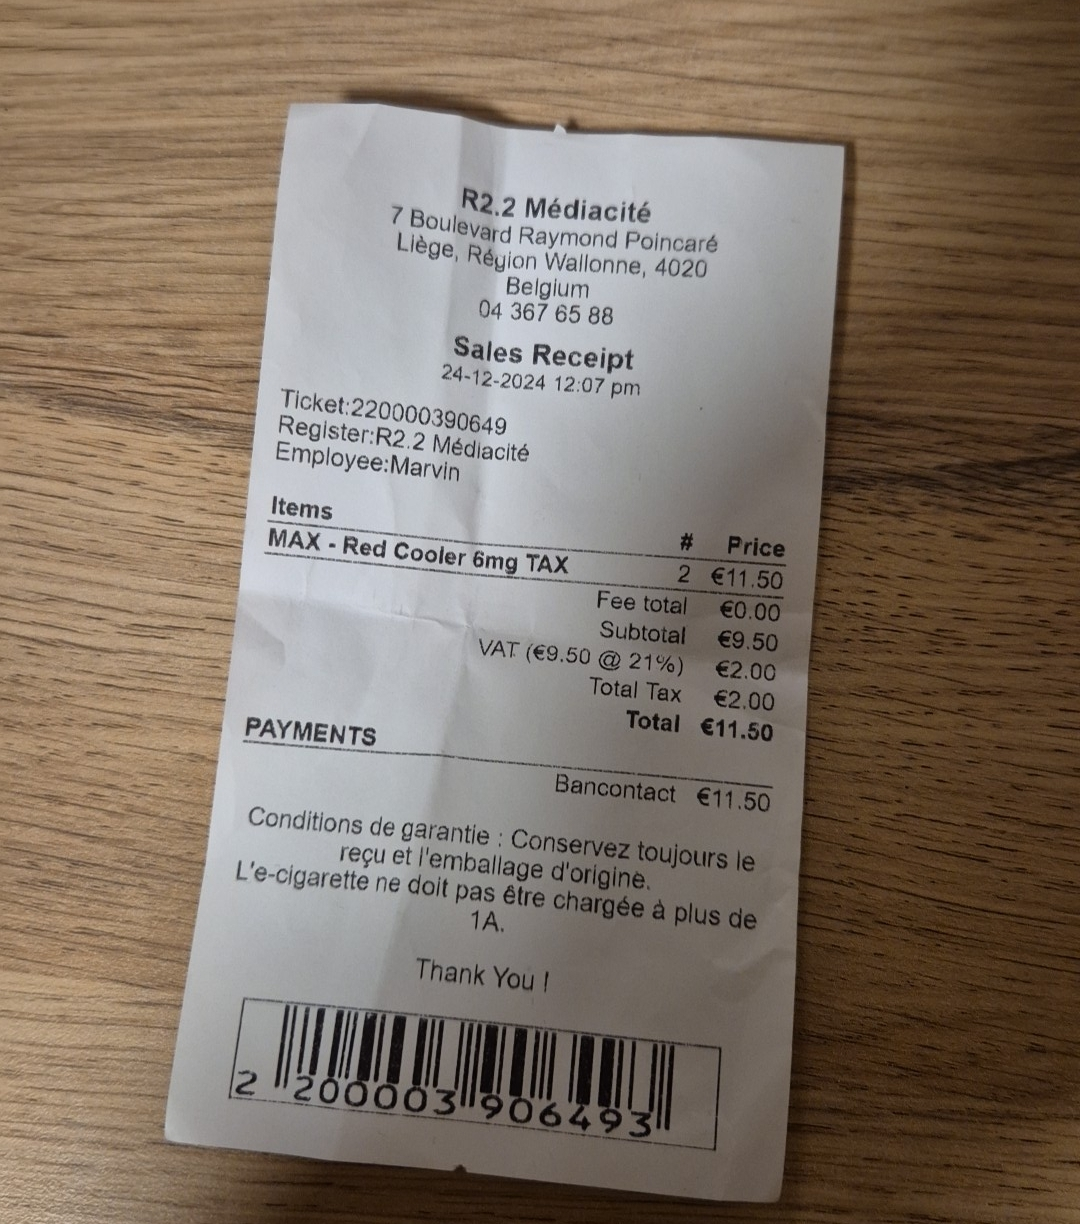 R2.2 Médiacité
7 Boulevard Raymond Poincaré
Liège, Région Wallonne, 4020
Belgium
04 367 65 88
Sales Receipt
24-12-2024 12:07 pm
Ticket:220000390649
Register:R2.2 Médiacité
Employee:Marvin
Items # Price
MAX - Red Cooler 6mg TAX 2 €11.50
Fee total €0.00
Subtotal €9.50
VAT (€9.50 @ 21%) €2.00
Total Tax €2.00
Total €11.50
PAYMENTS
Bancontact €11.50
Conditions de garantie : Conservez toujours le
reçu et l'emballage d'origine.
L'e-cigarette ne doit pas être chargée à plus de
1A.
Thank You !
2 200003 906493